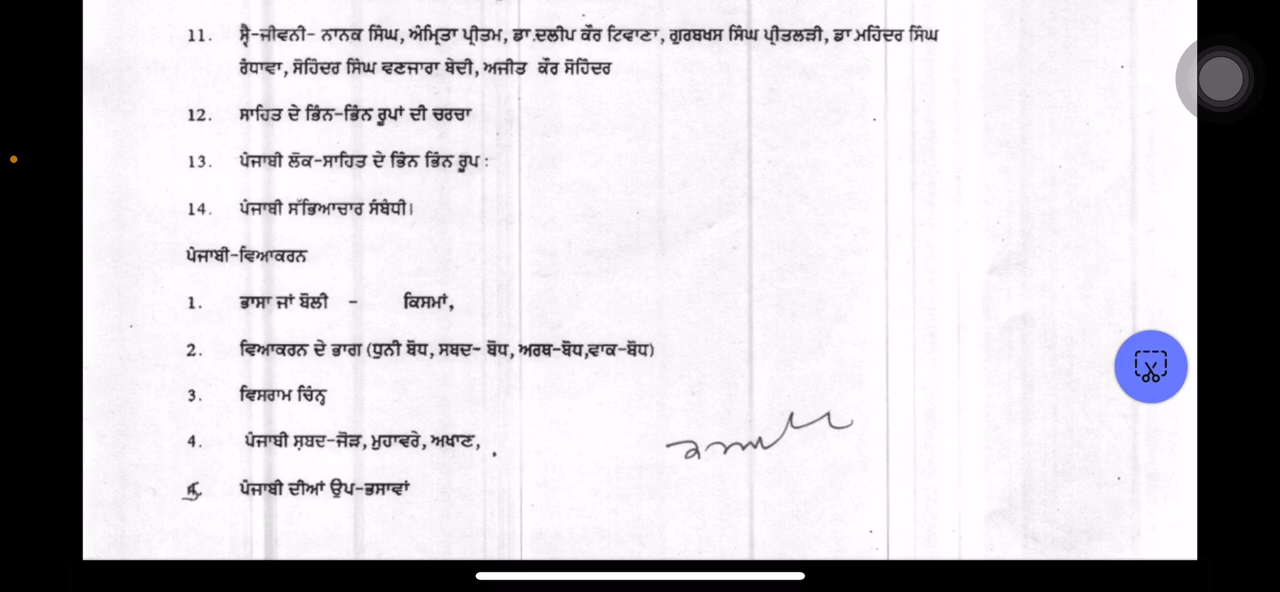 11. ਸ੍ਵੈ-ਜੀਵਨੀ- ਨਾਨਕ ਸਿੰਘ, ਅੰਮ੍ਰਿਤਾ ਪ੍ਰੀਤਮ, ਡਾ.ਦਲੀਪ ਕੌਰ ਟਿਵਾਣਾ, ਗੁਰਬਖਸ ਸਿੰਘ ਪ੍ਰੀਤਲੜੀ, ਡਾ.ਮਹਿੰਦਰ ਸਿੰਘ
ਰੰਧਾਵਾ, ਸੋਹਿੰਦਰ ਸਿੰਘ ਵਣਜਾਰਾ ਬੇਦੀ, ਅਜੀਤ ਕੌਰ ਸੋਹਿੰਦਰ
12. ਸਾਹਿਤ ਦੇ ਭਿੰਨ-ਭਿੰਨ ਰੂਪਾਂ ਦੀ ਚਰਚਾ
13. ਪੰਜਾਬੀ ਲੋਕ-ਸਾਹਿਤ ਦੇ ਭਿੰਨ ਭਿੰਨ ਰੂਪ :
14. ਪੰਜਾਬੀ ਸੱਭਿਆਚਾਰ ਸੰਬੰਧੀ।
ਪੰਜਾਬੀ-ਵਿਆਕਰਨ
1. ਭਾਸਾ ਜਾਂ ਬੋਲੀ - ਕਿਸਮਾਂ,
2. ਵਿਆਕਰਨ ਦੇ ਭਾਗ (ਧੁਨੀ ਬੋਧ, ਸਬਦ- ਬੋਧ, ਅਰਥ-ਬੋਧ,ਵਾਕ-ਬੋਧ)
3. ਵਿਸਰਾਮ ਚਿੰਨ੍ਹ
4. ਪੰਜਾਬੀ ਸ਼ਬਦ-ਜੋੜ, ਮੁਹਾਵਰੇ, ਅਖਾਣ,
5. ਪੰਜਾਬੀ ਦੀਆਂ ਉਪ-ਭਸਾਵਾਂ